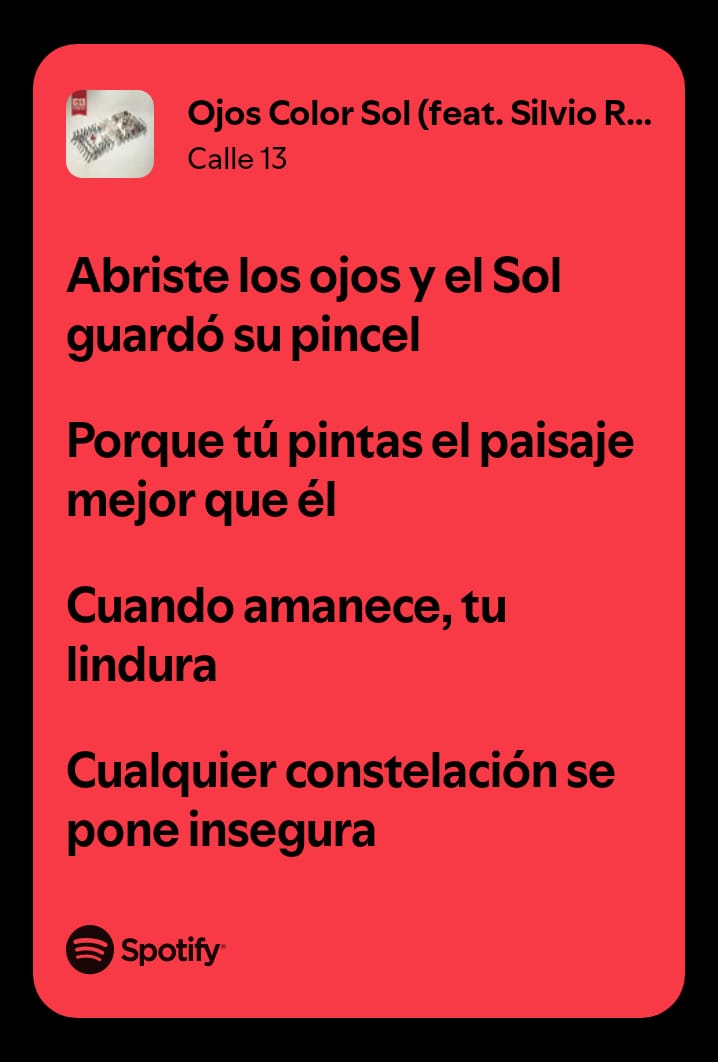 Ojos Color Sol (feat. Silvio R...
Calle 13
Abriste los ojos y el Sol
guardó su pincel
Porque tú pintas el paisaje
mejor que él
Cuando amanece, tu
lindura
Cualquier constelación se
pone insegura
Spotify®